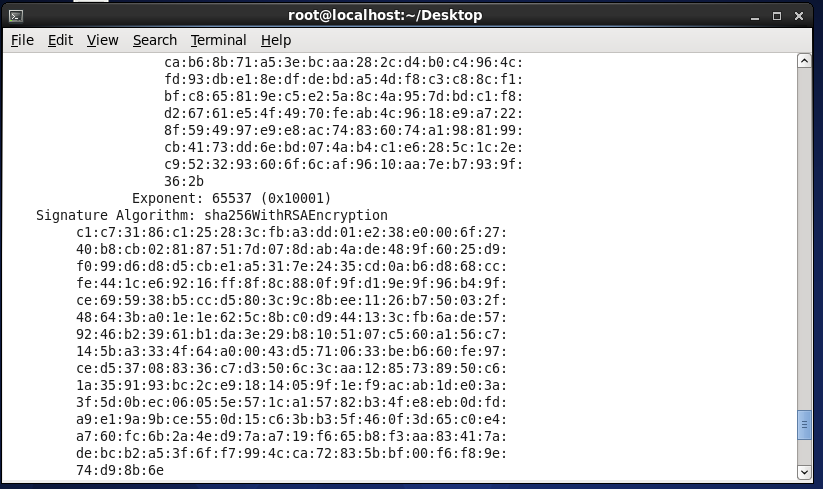 root@localhost:~/Desktop
File Edit View Search Terminal Help
ca:b6:8b:71:a5:3e:bc:aa:28:2c:d4:b0:c4:96:4c:
fd:93:db:e1:8e:df:de:bd:a5:4d:f8:c3:c8:8c:f1:
bf:c8:65:81:9e:c5:e2:5a:8c:4a:95:7d:bd:c1:f8:
d2:67:61:e5:4f:49:70:fe:ab:4c:96:18:e9:a7:22:
8f:59:49:97:e9:e8:ac:74:83:60:74:a1:98:81:99:
cb:41:73:dd:6e:bd:07:4a:b4:c1:e6:28:5c:1c:2e:
c9:52:32:93:60:6f:6c:af:96:10:aa:7e:b7:93:9f:
36:2b
Exponent: 65537 (0x10001)
Signature Algorithm: sha256WithRSAEncryption
c1:c7:31:86:c1:25:28:3c:fb:a3:dd:01:e2:38:e0:00:6f:27:
40:b8:cb:02:81:87:51:7d:07:8d:ab:4a:de:48:9f:60:25:d9:
f0:99:d6:d8:d5:cb:e1:a5:31:7e:24:35:cd:0a:b6:d8:68:cc:
fe:44:1c:e6:92:16:ff:8f:8c:88:0f:9f:d1:9e:9f:96:b4:9f:
ce:69:59:38:b5:cc:d5:80:3c:9c:8b:ee:11:26:b7:50:03:2f:
48:64:3b:a0:1e:1e:62:5c:8b:c0:d9:44:13:3c:fb:6a:de:57:
92:46:b2:39:61:b1:da:3e:29:b8:10:51:07:c5:60:a1:56:c7:
14:5b:a3:33:4f:64:a0:00:43:d5:71:06:33:be:b6:60:fe:97:
ce:d5:37:08:83:36:c7:d3:50:6c:3c:aa:12:85:73:89:50:c6:
1a:35:91:93:bc:2c:e9:18:14:05:9f:1e:f9:ac:ab:1d:e0:3a:
3f:5d:0b:ec:06:05:5e:57:1c:a1:57:82:b3:4f:e8:eb:0d:fd:
a9:e1:9a:9b:ce:55:0d:15:c6:3b:b3:5f:46:0f:3d:65:c0:e4:
a7:60:fc:6b:2a:4e:d9:7a:a7:19:f6:65:b8:f3:aa:83:41:7a:
de:bc:b2:a5:3f:6f:f7:99:4c:ca:72:83:5b:bf:00:f6:f8:9e:
74:d9:8b:6e